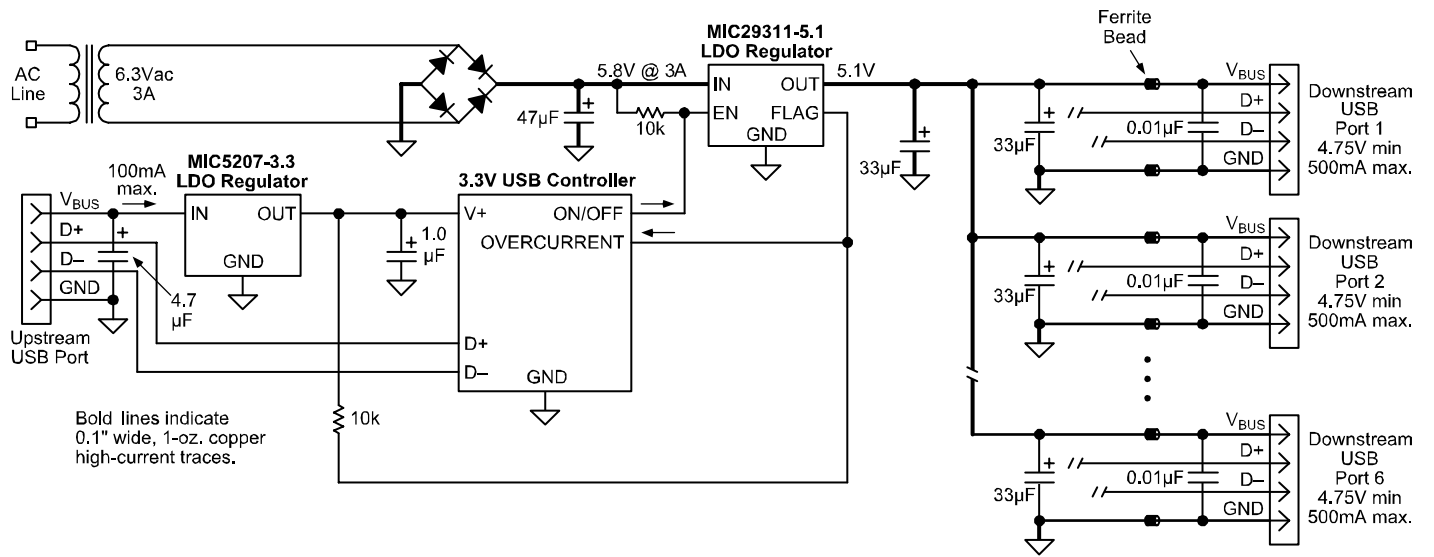 AC
Line
6.3Vac
3A
47µF
5.8V @ 3A
10k
MIC29311-5.1
LDO Regulator
IN
OUT
EN
FLAG
GND
5.1V
33µF
Ferrite
Bead
33µF
0.01µF
VBUS
D+
D–
GND
Downstream
USB
Port 1
4.75V min
500mA max.
Upstream
USB Port
VBUS
D+
D–
GND
4.7
µF
100mA
max.
MIC5207-3.3
LDO Regulator
IN
OUT
GND
1.0
µF
3.3V USB Controller
V+
ON/OFF
OVERCURRENT
D+
D–
GND
10k
33µF
0.01µF
VBUS
D+
D–
GND
Downstream
USB
Port 2
4.75V min
500mA max.
33µF
0.01µF
VBUS
D+
D–
GND
Downstream
USB
Port 6
4.75V min
500mA max.
Bold lines indicate
0.1" wide, 1-oz. copper
high-current traces.